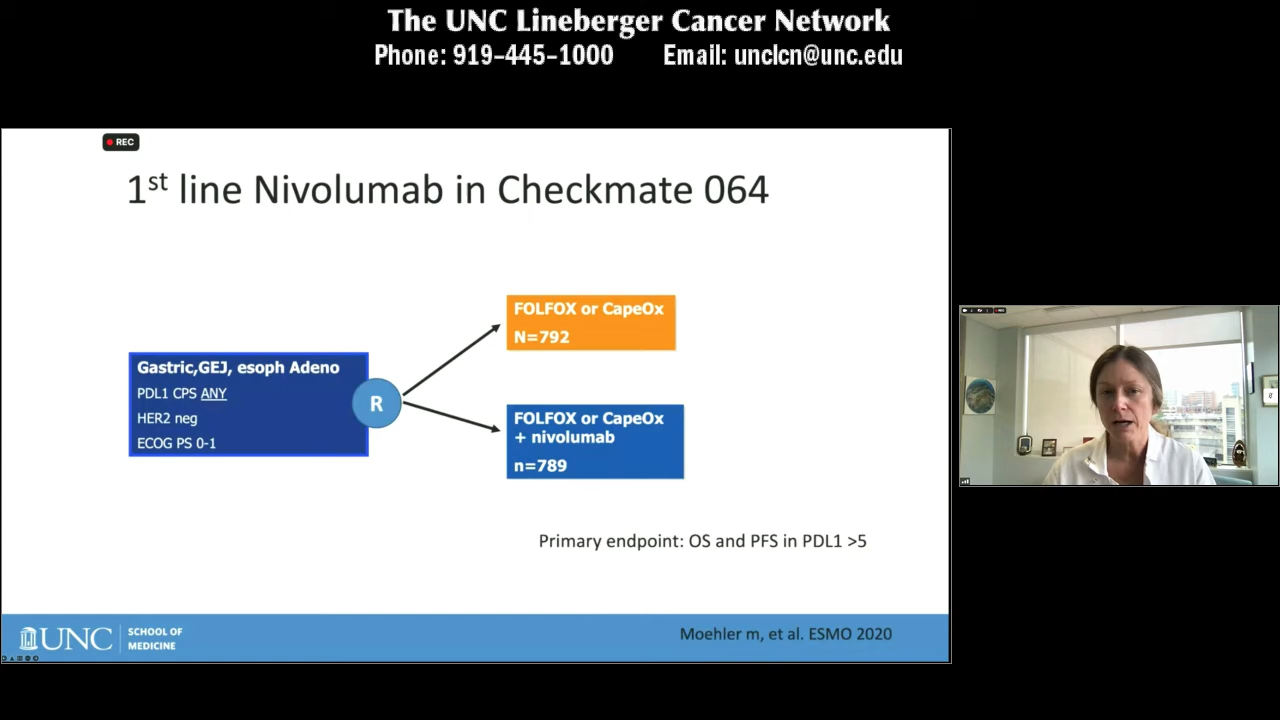 The UNC Lineberger Cancer Network
Phone: 919-445-1000 Email: unclcn@unc.edu
REC
1st line Nivolumab in Checkmate 064
FOLFOX or CapeOx
N=792
Gastric,GEJ, esoph Adeno
PDL1 CPS ANY
HER2 neg
ECOG PS 0-1
R
FOLFOX or CapeOx
+ nivolumab
n=789
Primary endpoint: OS and PFS in PDL1 >5
UNC
SCHOOL OF
MEDICINE
Moehler m, et al. ESMO 2020